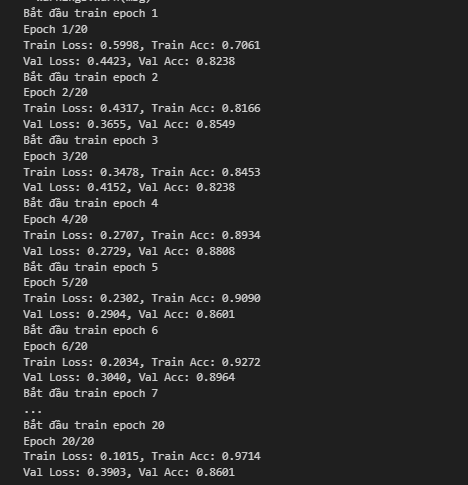 Bắt đầu train epoch 1
Epoch 1/20
Train Loss: 0.5998, Train Acc: 0.7061
Val Loss: 0.4423, Val Acc: 0.8238
Bắt đầu train epoch 2
Epoch 2/20
Train Loss: 0.4317, Train Acc: 0.8166
Val Loss: 0.3655, Val Acc: 0.8549
Bắt đầu train epoch 3
Epoch 3/20
Train Loss: 0.3478, Train Acc: 0.8453
Val Loss: 0.4152, Val Acc: 0.8238
Bắt đầu train epoch 4
Epoch 4/20
Train Loss: 0.2707, Train Acc: 0.8934
Val Loss: 0.2729, Val Acc: 0.8808
Bắt đầu train epoch 5
Epoch 5/20
Train Loss: 0.2302, Train Acc: 0.9090
Val Loss: 0.2904, Val Acc: 0.8601
Bắt đầu train epoch 6
Epoch 6/20
Train Loss: 0.2034, Train Acc: 0.9272
Val Loss: 0.3040, Val Acc: 0.8964
Bắt đầu train epoch 7
...
Bắt đầu train epoch 20
Epoch 20/20
Train Loss: 0.1015, Train Acc: 0.9714
Val Loss: 0.3903, Val Acc: 0.8601